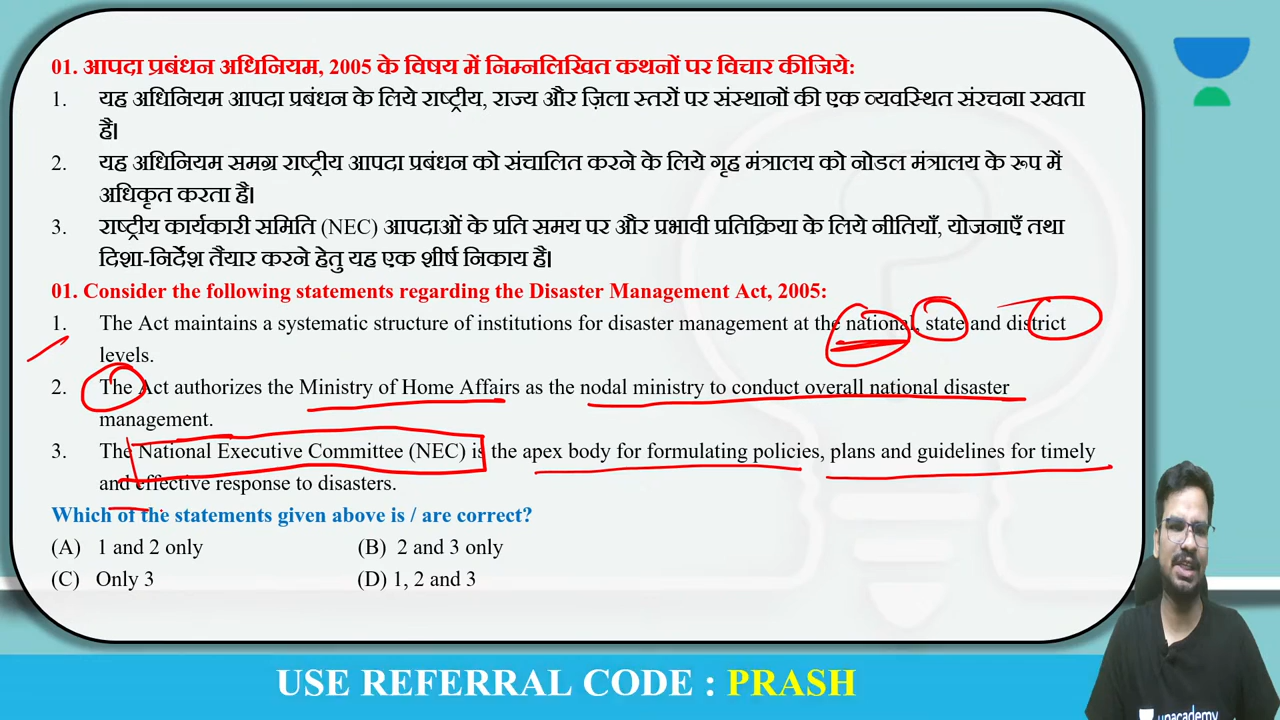 01. आपदा प्रबंधन अधिनियम, 2005 के विषय में निम्नलिखित कथनों पर विचार कीजिये:
1. यह अधिनियम आपदा प्रबंधन के लिये राष्ट्रीय, राज्य और ज़िला स्तरों पर संस्थानों की एक व्यवस्थित संरचना रखता
है।
2. यह अधिनियम समग्र राष्ट्रीय आपदा प्रबंधन को संचालित करने के लिये गृह मंत्रालय को नोडल मंत्रालय के रूप में
अधिकृत करता है।
3. राष्ट्रीय कार्यकारी समिति (NEC) आपदाओं के प्रति समय पर और प्रभावी प्रतिक्रिया के लिये नीतियाँ, योजनाएँ तथा
दिशा-निर्देश तैयार करने हेतु यह एक शीर्ष निकाय है।
01. Consider the following statements regarding the Disaster Management Act, 2005:
1. The Act maintains a systematic structure of institutions for disaster management at the national, state and district
levels.
2. The Act authorizes the Ministry of Home Affairs as the nodal ministry to conduct overall national disaster
management.
3. The National Executive Committee (NEC) is the apex body for formulating policies, plans and guidelines for timely
and effective response to disasters.
Which of the statements given above is / are correct?
(A) 1 and 2 only (B) 2 and 3 only
(C) Only 3 (D) 1, 2 and 3
unacademy
USE REFERRAL CODE : PRASH